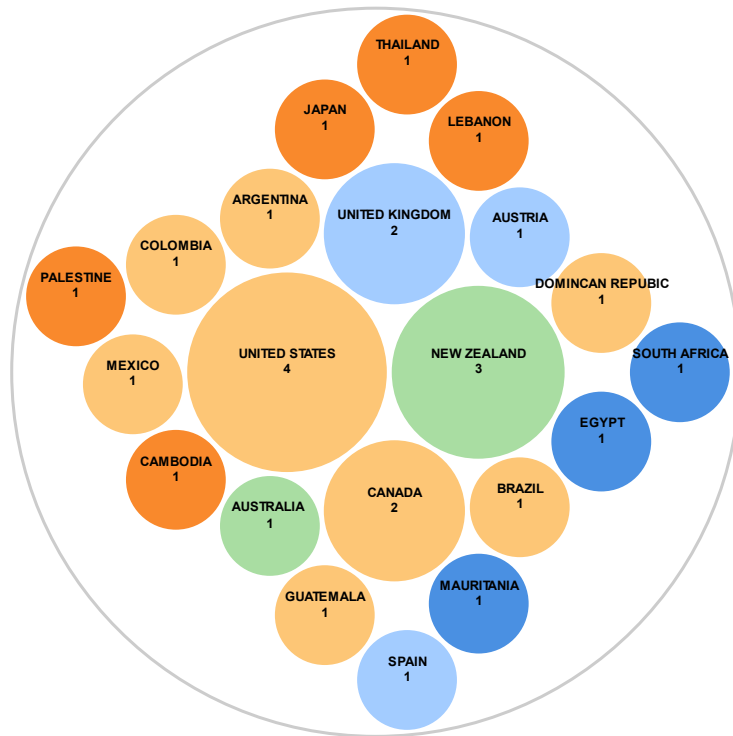 THAILAND
1
JAPAN
1
LEBANON
1
ARGENTINA
1
UNITED KINGDOM
2
AUSTRIA
1
COLOMBIA
1
PALESTINE
1
DOMINCAN REPUBIC
1
UNITED STATES
4
NEW ZEALAND
3
SOUTH AFRICA
1
MEXICO
1
EGYPT
1
CAMBODIA
1
CANADA
2
BRAZIL
1
AUSTRALIA
1
MAURITANIA
1
GUATEMALA
1
SPAIN
1